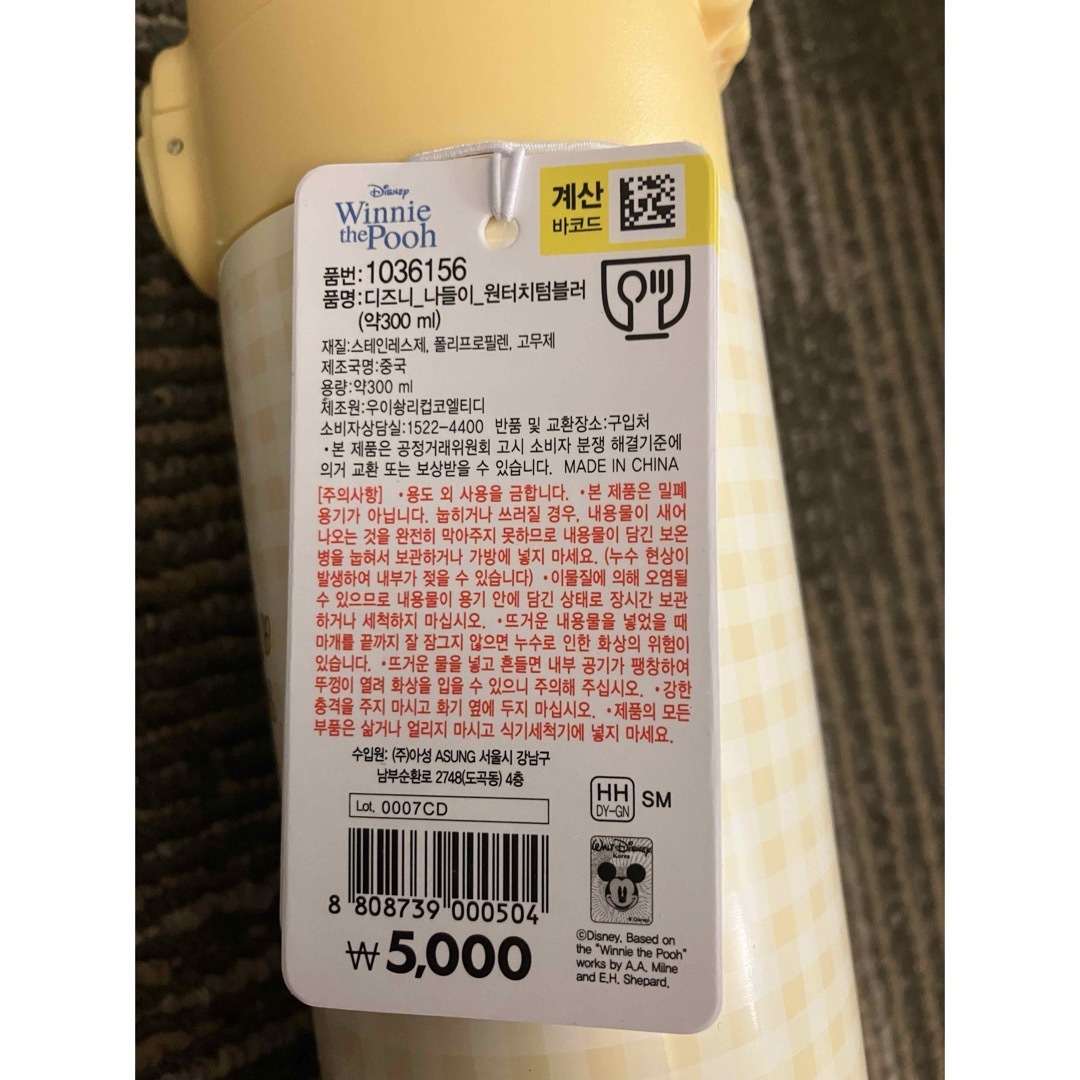 Disney
Winnie
the Pooh
계산
바코드
품번:1036156
품명:디즈니_나들이_원터치텀블러
(약300 ml)
재질:스테인레스제, 폴리프로필렌, 고무제
제조국명:중국
용량:약300 ml
제조원:우이솽리컵코엘티디
소비자상담실:1522-4400 반품 및 교환장소:구입처
•본 제품은 공정거래위원회 고시 소비자 분쟁 해결기준에
의거 교환 또는 보상받을 수 있습니다. MADE IN CHINA
[주의사항] •용도 외 사용을 금합니다. •본 제품은 밀폐
용기가 아닙니다. 눕히거나 쓰러질 경우, 내용물이 새어
나오는 것을 완전히 막아주지 못하므로 내용물이 담긴 보온
병을 눕혀서 보관하거나 가방에 넣지 마세요. (누수 현상이
발생하여 내부가 젖을 수 있습니다) •이물질에 의해 오염될
수 있으므로 내용물이 용기 안에 담긴 상태로 장시간 보관
하거나 세척하지 마십시오. •뜨거운 내용물을 넣었을 때
마개를 끝까지 잘 잠그지 않으면 누수로 인한 화상의 위험이
있습니다. •뜨거운 물을 넣고 흔들면 내부 공기가 팽창하여
뚜껑이 열려 화상을 입을 수 있으니 주의해 주십시오. •강한
충격을 주지 마시고 화기 옆에 두지 마십시오. •제품의 모든
부품은 삶거나 얼리지 마시고 식기세척기에 넣지 마세요.
수입원: (주)아성 ASUNG 서울시 강남구
남부순환로 2748(도곡동) 4층
Lot. 0007CD
HH
DY-GN
SM
8 808739 000504
₩5,000
Walt Disney
Korea
© Disney
©Disney. Based on
the "Winnie the Pooh"
works by A.A. Milne
and E.H. Shepard.